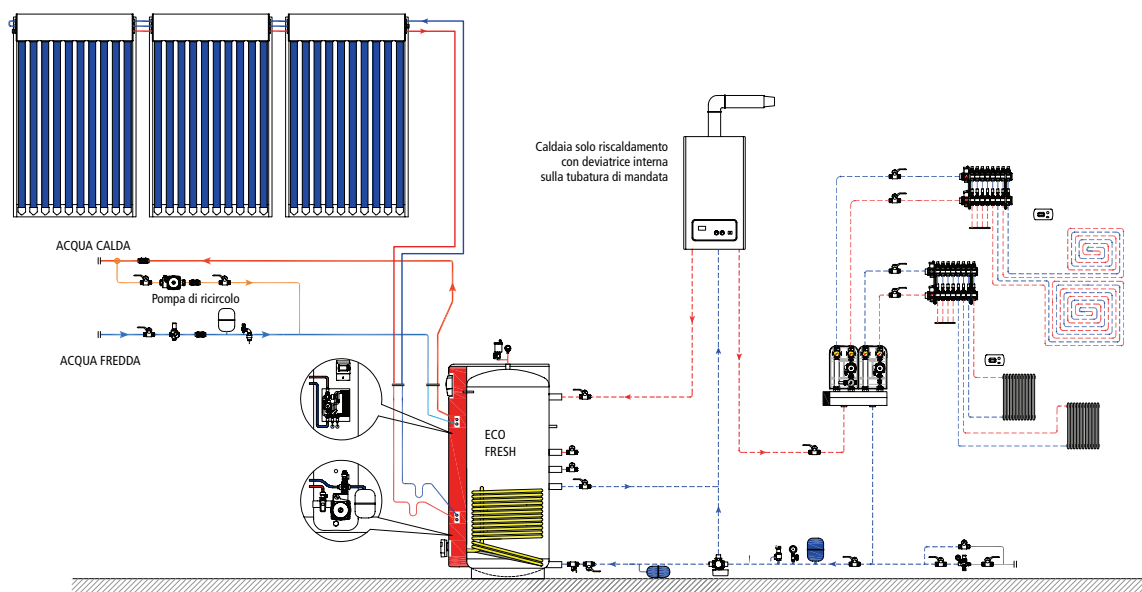 Caldaia solo riscaldamento
con deviatrice interna
sulla tubatura di mandata
ACQUA CALDA
Pompa di ricircolo
ACQUA FREDDA
ECO
FRESH